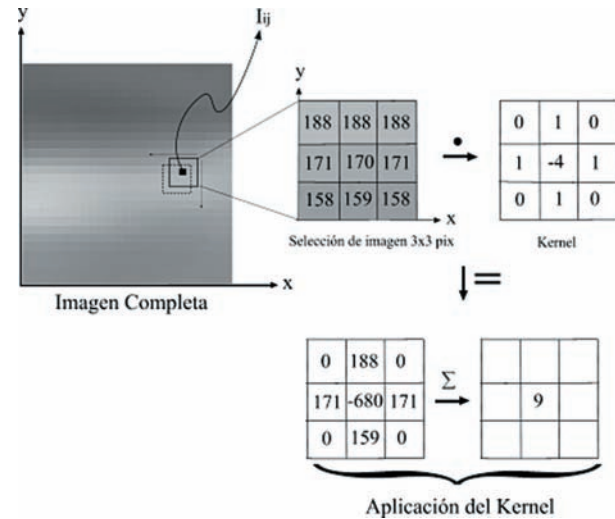 y
I ij
y
188 188 188
171 170 171
158 159 158
x
Selección de imagen 3x3 pix
•
0 1 0
1 -4 1
0 1 0
Kernel
x
Imagen Completa
=
0 188 0
171 -680 171
0 159 0
Σ
9
Aplicación del Kernel